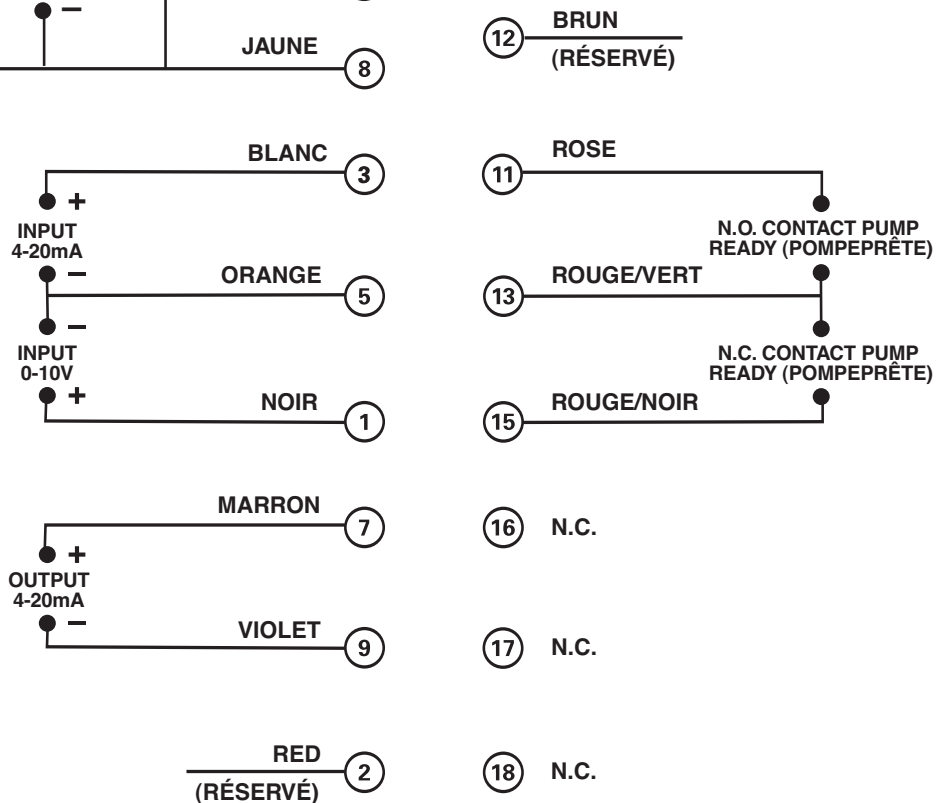 −
JAUNE
8
12
BRUN
(RÉSERVÉ)
BLANC
3
+
INPUT
4-20mA
−
ORANGE
5
−
INPUT
0-10V
+
NOIR
1
11
ROSE
N.O. CONTACT PUMP
READY (POMPEPRÊTE)
13
ROUGE/VERT
N.C. CONTACT PUMP
READY (POMPEPRÊTE)
15
ROUGE/NOIR
MARRON
7
+
OUTPUT
4-20mA
−
VIOLET
9
16 N.C.
17 N.C.
RED
2
(RÉSERVÉ)
18 N.C.